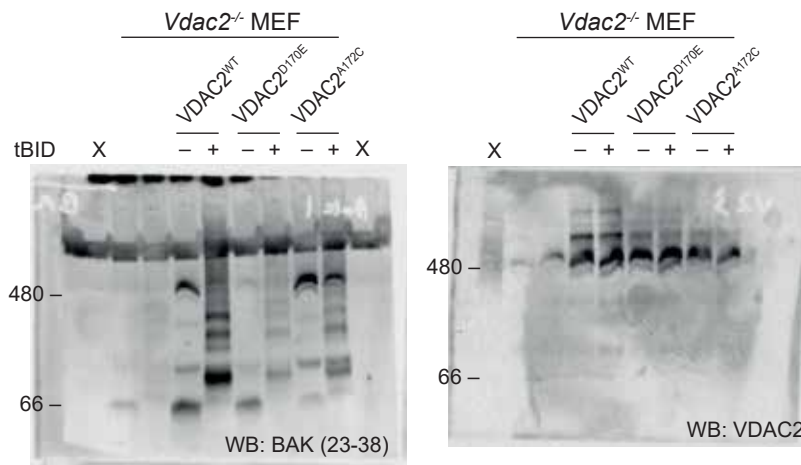 Vdac2-/- MEF
VDAC2WT
VDAC2D170E
VDAC2A172C
tBID X – + – + – + X
480 –
66 –
WB: BAK (23-38)
Vdac2-/- MEF
VDAC2WT
VDAC2D170E
VDAC2A172C
X – + – + – +
480 –
66 –
WB: VDAC2